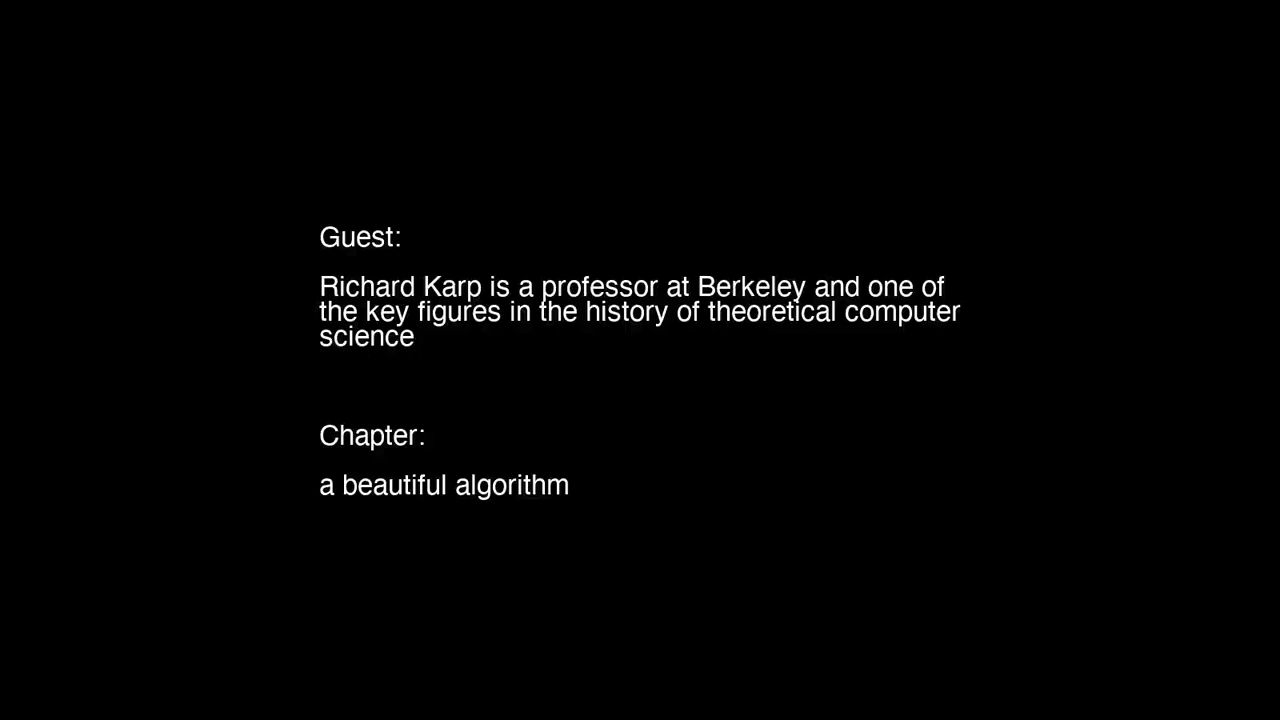 Guest:
Richard Karp is a professor at Berkeley and one of
the key figures in the history of theoretical computer
science
Chapter:
a beautiful algorithm